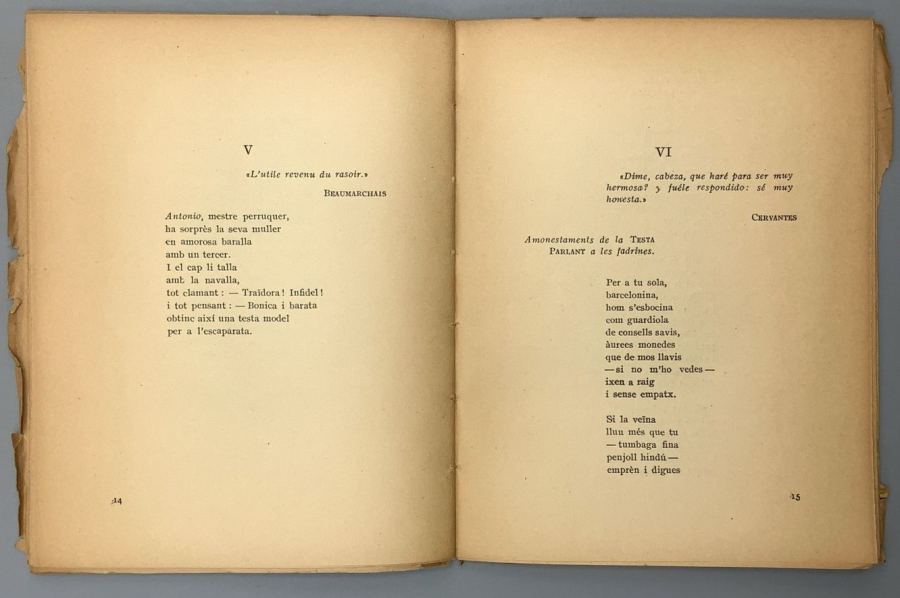 V
«L'utile revenu du rasoir.»
BEAUMARCHAIS
Antonio, mestre perruquer,
ha sorprès la seva muller
en amorosa baralla
amb un tercer.
I el cap li talla
amb la navalla,
tot clamant : — Traïdora ! Infidel !
i tot pensant : — Bonica i barata
obtinc així una testa model
per a l'escaparata.
14
VI
«Dime, cabeza, que haré para ser muy
hermosa? y fuéle respondido: sé muy
honesta.»
CERVANTES
Amonestaments de la TESTA
PARLANT a les fadrines.
Per a tu sola,
barcelonina,
hom s'esbocina
com guardiola
de consells savis,
àurees monedes
que de mos llavis
— si no m'ho vedes —
ixen a raig
i sense empatx.
Si la veïna
lluu més que tu
— tumbaga fina
penjoll hindú —
emprèn i digues
15